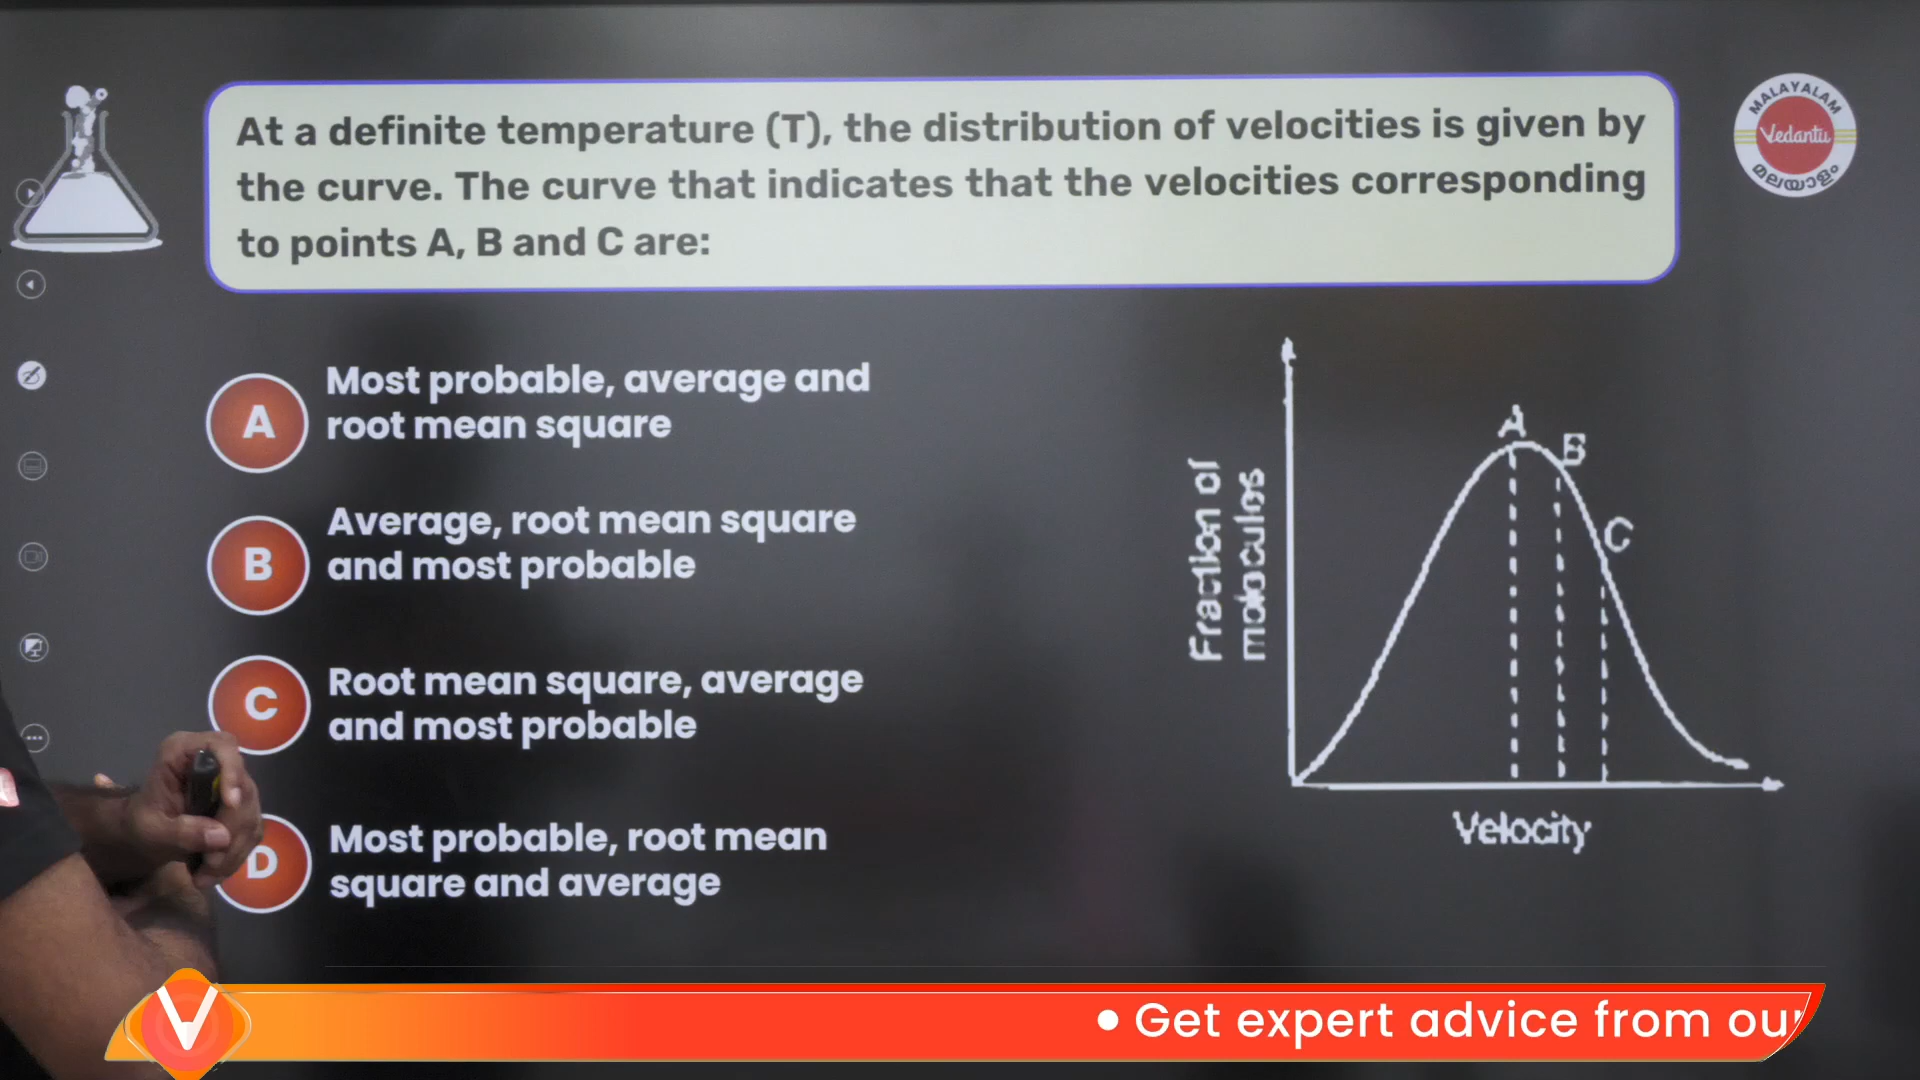 At a definite temperature (T), the distribution of velocities is given by
the curve. The curve that indicates that the velocities corresponding
to points A, B and C are:
MALAYALAM
Vedantu
മലയാളം
A
Most probable, average and
root mean square
B
Average, root mean square
and most probable
C
Root mean square, average
and most probable
D
Most probable, root mean
square and average
A
B
C
Fraction of
molecules
Velocity
V
• Get expert advice from our